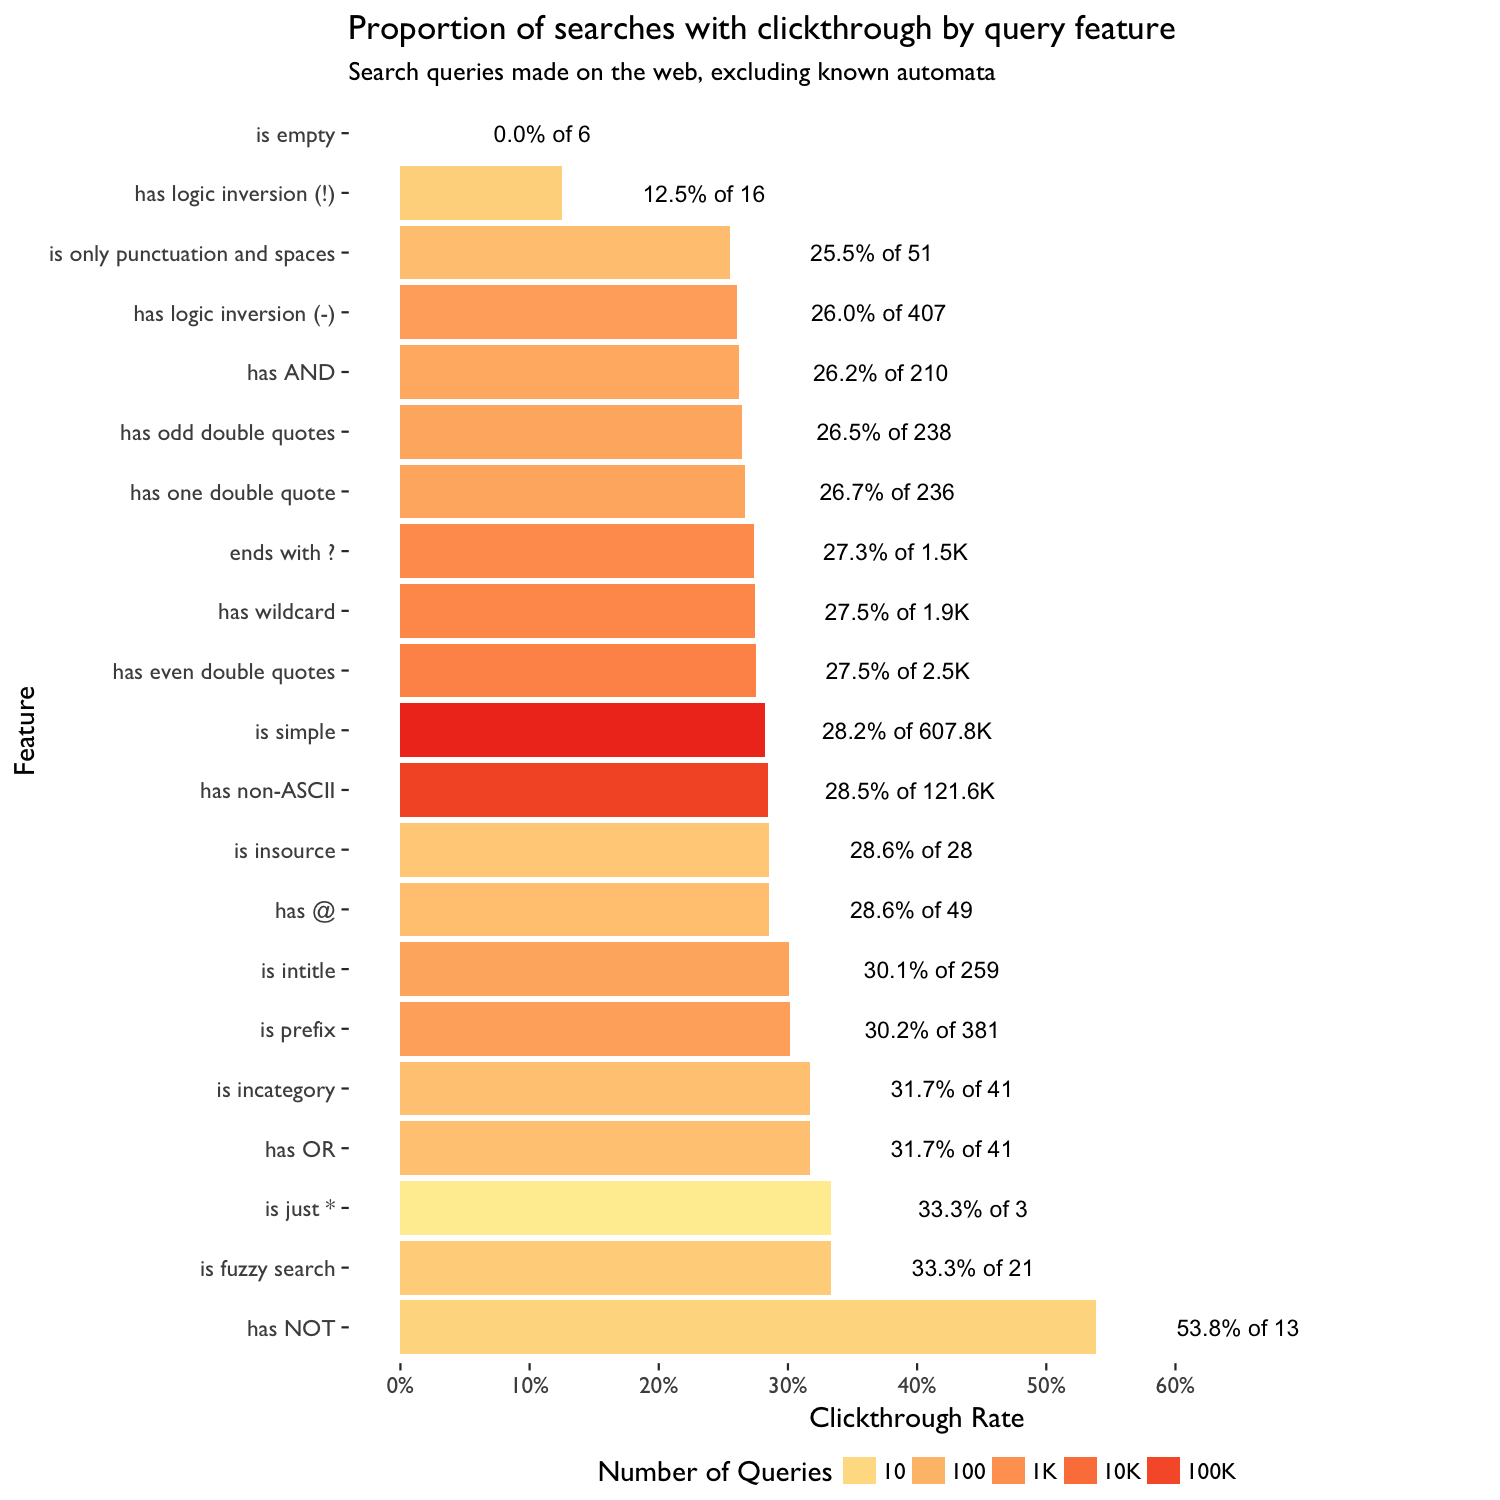 Proportion of searches with clickthrough by query feature
Search queries made on the web, excluding known automata
Feature
is empty 0.0% of 6
has logic inversion (!) 12.5% of 16
is only punctuation and spaces 25.5% of 51
has logic inversion (-) 26.0% of 407
has AND 26.2% of 210
has odd double quotes 26.5% of 238
has one double quote 26.7% of 236
ends with ? 27.3% of 1.5K
has wildcard 27.5% of 1.9K
has even double quotes 27.5% of 2.5K
is simple 28.2% of 607.8K
has non-ASCII 28.5% of 121.6K
is insource 28.6% of 28
has @ 28.6% of 49
is intitle 30.1% of 259
is prefix 30.2% of 381
is incategory 31.7% of 41
has OR 31.7% of 41
is just * 33.3% of 3
is fuzzy search 33.3% of 21
has NOT 53.8% of 13
0% 10% 20% 30% 40% 50% 60%
Clickthrough Rate
Number of Queries 10 100 1K 10K 100K